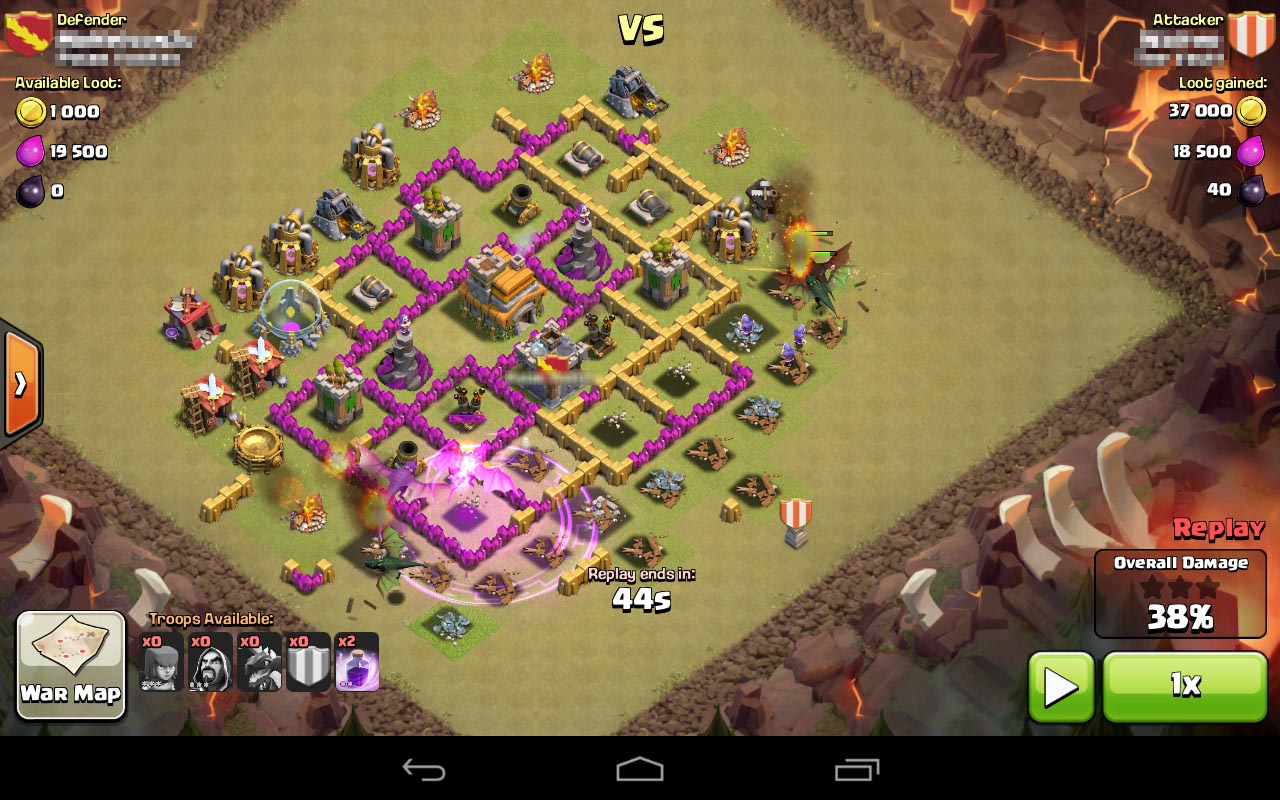 Defender
VS
Attacker
Available Loot:
1 000
19 500
0
Loot gained:
37 000
18 500
40
Replay
Overall Damage
38%
Replay ends in:
44s
War Map
Troops Available:
x0
x0
x0
x0
x2
1x